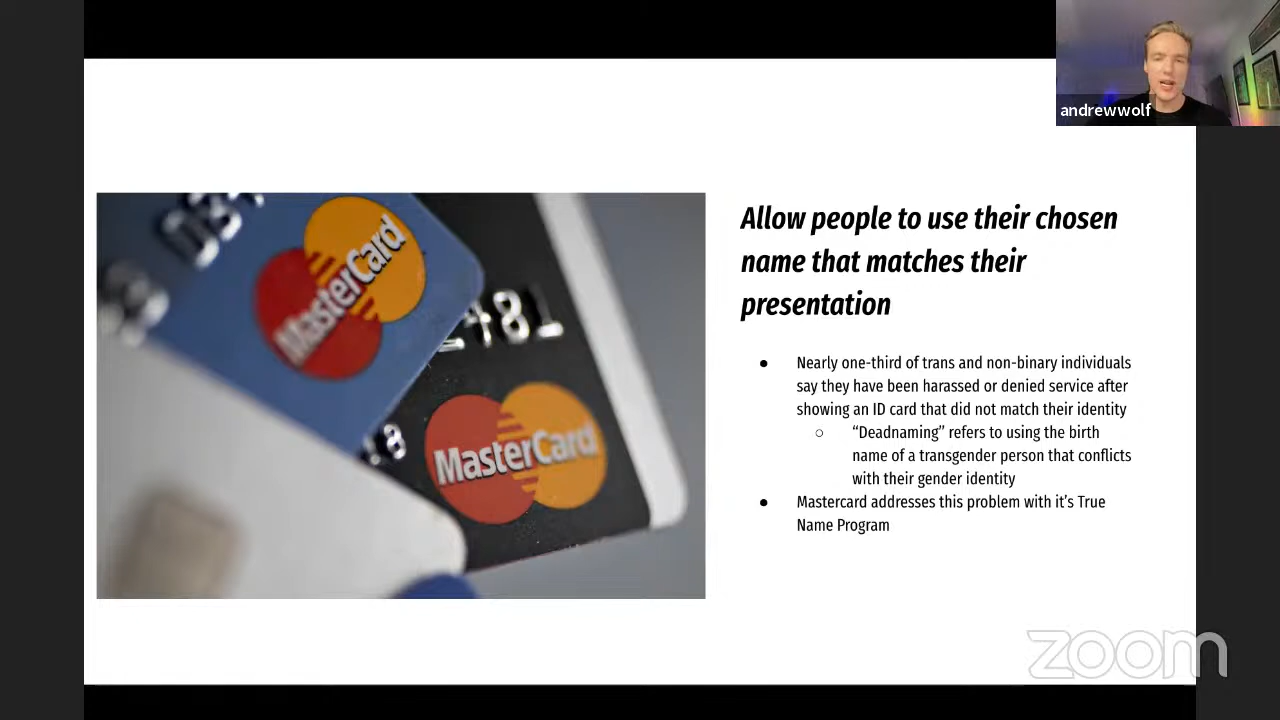 andrewwolf
MasterCard
2481
18
MasterCard
Allow people to use their chosen
name that matches their
presentation
● Nearly one-third of trans and non-binary individuals
say they have been harassed or denied service after
showing an ID card that did not match their identity
○ “Deadnaming” refers to using the birth
name of a transgender person that conflicts
with their gender identity
● Mastercard addresses this problem with it’s True
Name Program
zoom